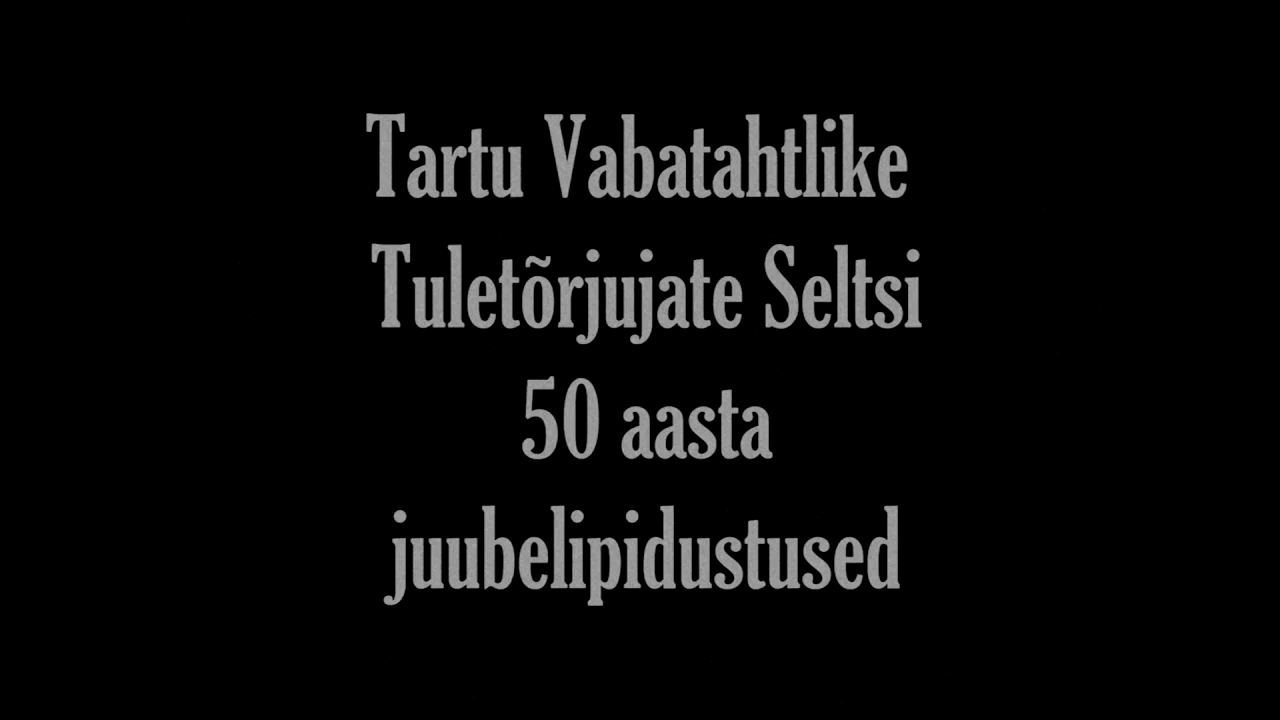 Tartu Vabatahtlike
Tuletõrjujate Seltsi
50 aasta
juubelipidustused